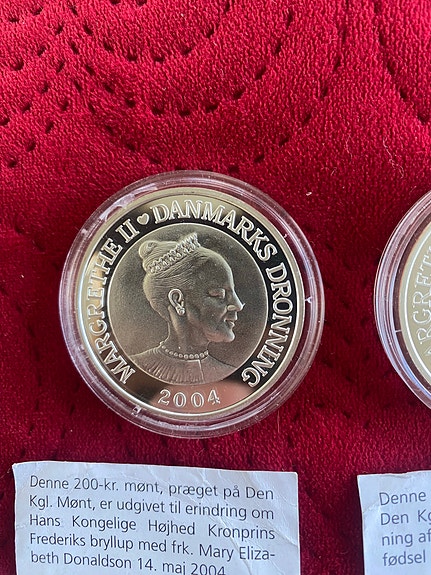 MARGRETHE II ♥ DANMARKS DRONNING
2004
Denne 200-kr. mønt, præget på Den
Kgl. Mønt, er udgivet til erindring om
Hans Kongelige Højhed Kronprins
Frederiks bryllup med frk. Mary Eliza-
beth Donaldson 14. maj 2004
Denne
Den Kg
ning af
fødsel